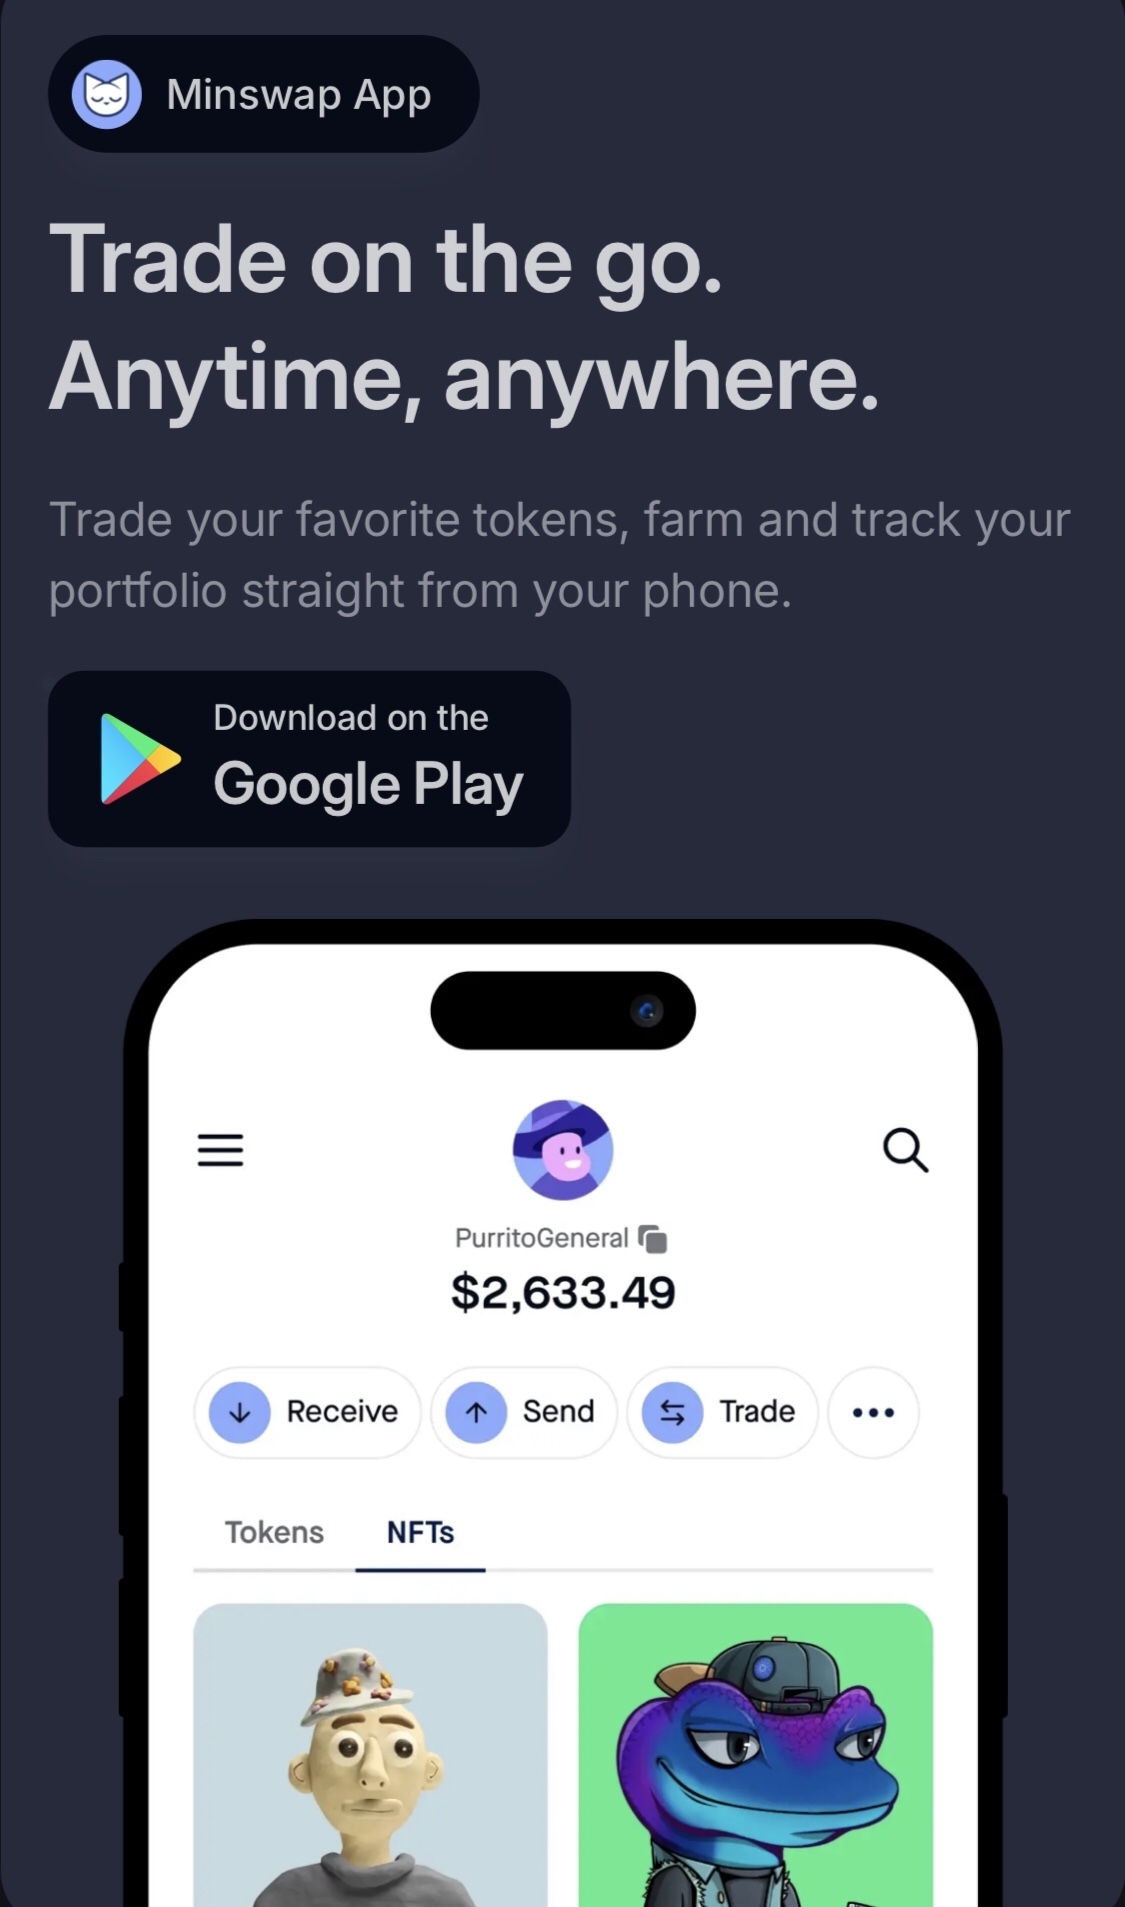 Minswap App
Trade on the go.
Anytime, anywhere.
Trade your favorite tokens, farm and track your
portfolio straight from your phone.
Download on the
Google Play
PurritoGeneral
$2,633.49
Receive Send Trade
Tokens NFTs